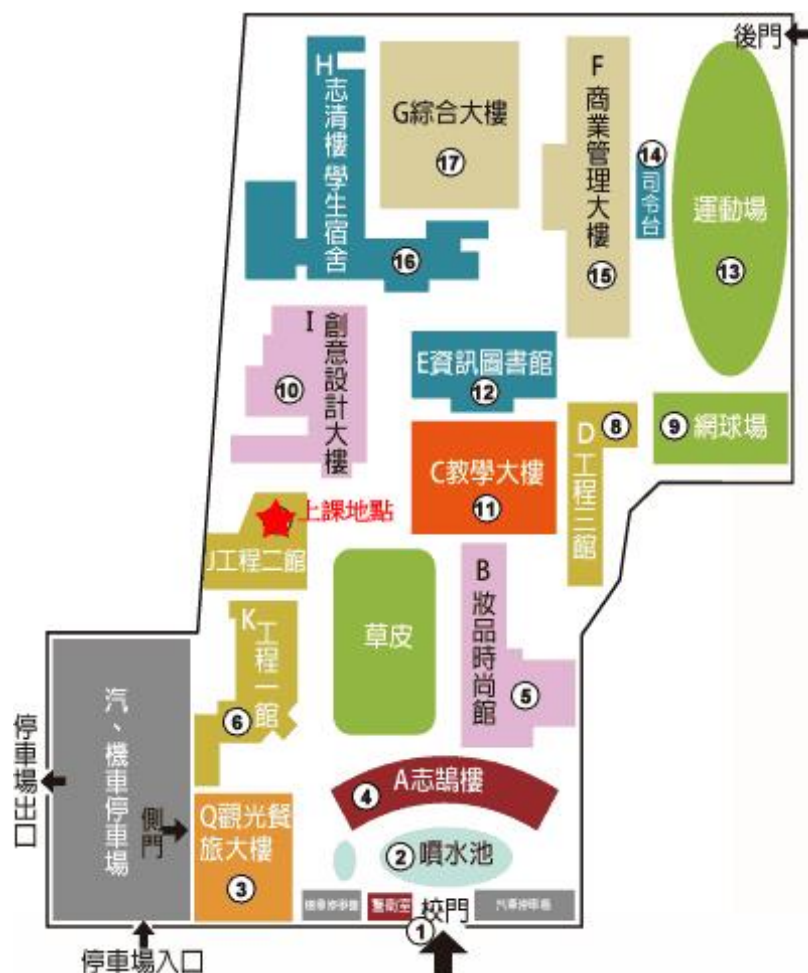 後門
H志清樓 學生宿舍
16
G綜合大樓
17
F 商業管理大樓
15
14
司令台
運動場
13
I 創意設計大樓
10
E資訊圖書館
12
8
D工程三館
9 網球場
C教學大樓
11
上課地點
J工程二館
B 妝品時尚館
5
草皮
K工程一館
6
汽、機車停車場
停車場出口
側門
A志鵠樓
4
Q觀光餐
旅大樓
3
2 噴水池
警衛室
校門
汽車停車場
1
停車場入口